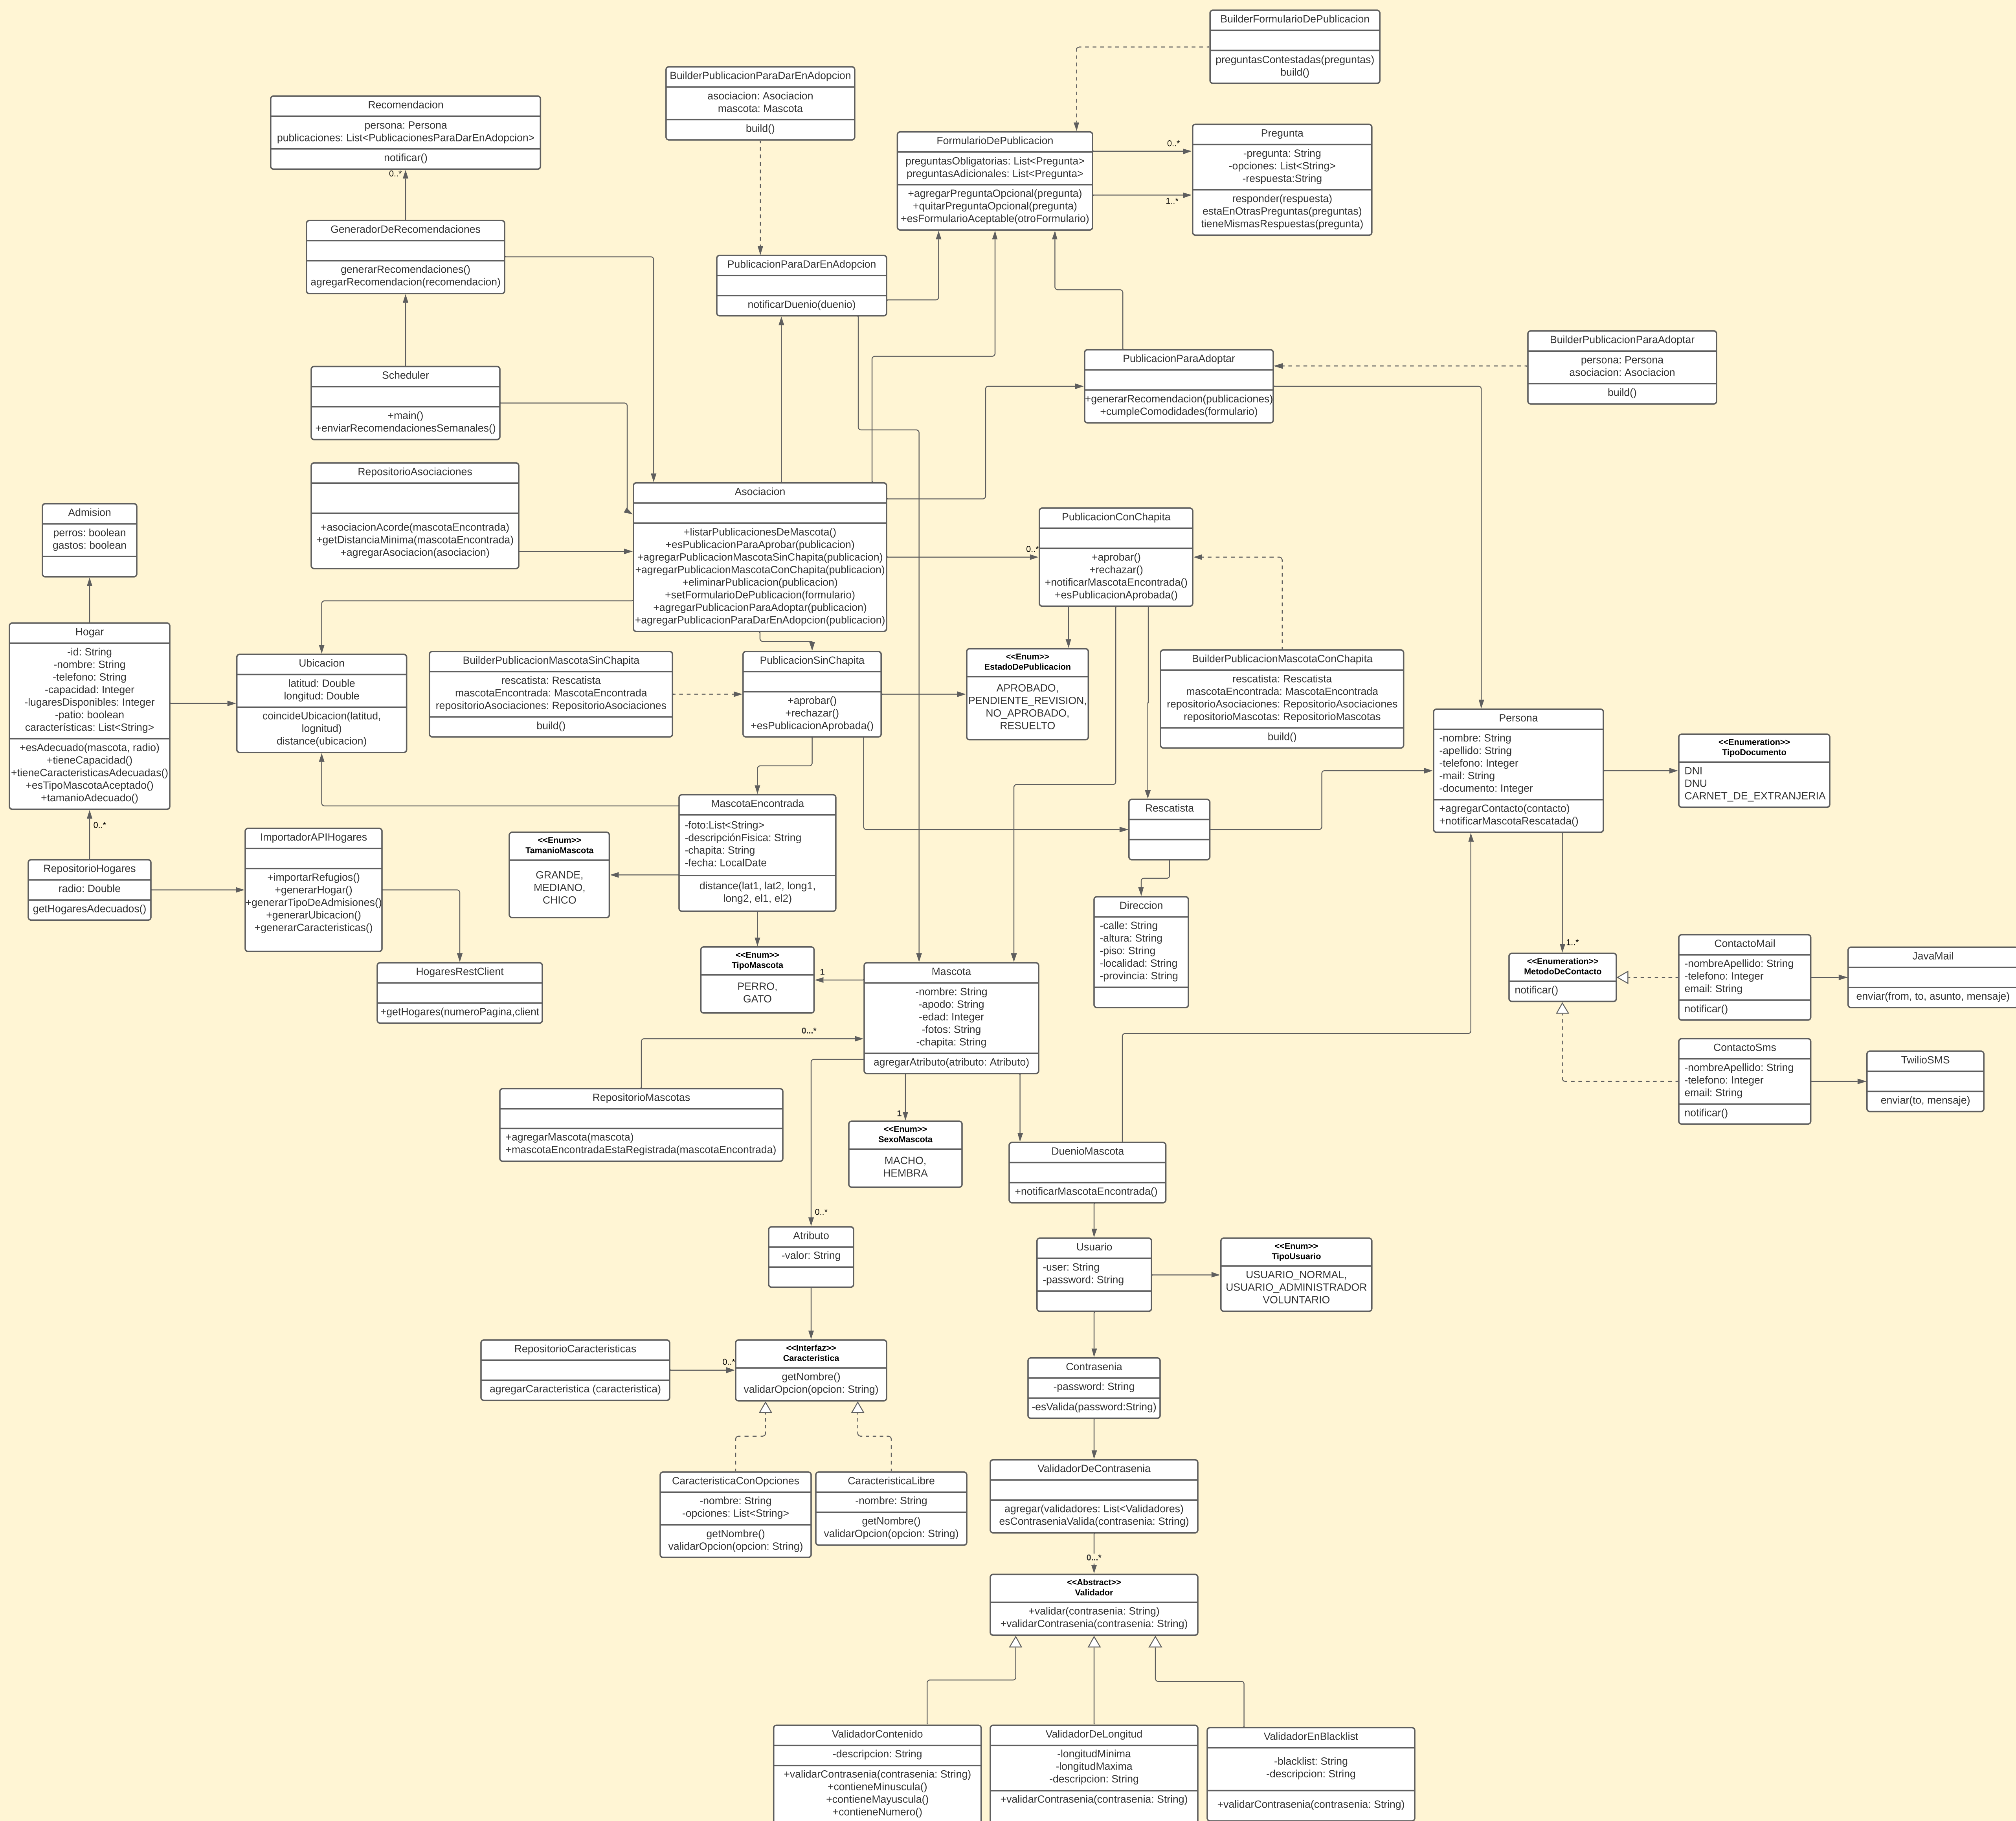 BuilderFormularioDePublicacion
preguntasContestadas(preguntas)
build()
BuilderPublicacionParaDarEnAdopcion
asociacion: Asociacion
mascota: Mascota
build()
Recomendacion
persona: Persona
publicaciones: List<PublicacionesParaDarEnAdopcion>
notificar()
0..*
FormularioDePublicacion
preguntasObligatorias: List<Pregunta>
preguntasAdicionales: List<Pregunta>
+agregarPreguntaOpcional(pregunta)
+quitarPreguntaOpcional(pregunta)
+esFormularioAceptable(otroFormulario)
0..*
1..*
Pregunta
-pregunta: String
-opciones: List<String>
-respuesta:String
responder(respuesta)
estaEnOtrasPreguntas(preguntas)
tieneMismasRespuestas(pregunta)
GeneradorDeRecomendaciones
generarRecomendaciones()
agregarRecomendacion(recomendacion)
PublicacionParaDarEnAdopcion
notificarDuenio(duenio)
PublicacionParaAdoptar
+generarRecomendacion(publicaciones)
+cumpleComodidades(formulario)
BuilderPublicacionParaAdoptar
persona: Persona
asociacion: Asociacion
build()
Scheduler
+main()
+enviarRecomendacionesSemanales()
RepositorioAsociaciones
+asociacionAcorde(mascotaEncontrada)
+getDistanciaMinima(mascotaEncontrada)
+agregarAsociacion(asociacion)
Asociacion
+listarPublicacionesDeMascota()
+esPublicacionParaAprobar(publicacion)
+agregarPublicacionMascotaSinChapita(publicacion)
+agregarPublicacionMascotaConChapita(publicacion)
+eliminarPublicacion(publicacion)
+setFormularioDePublicacion(formulario)
+agregarPublicacionParaAdoptar(publicacion)
+agregarPublicacionParaDarEnAdopcion(publicacion)
0..*
PublicacionConChapita
+aprobar()
+rechazar()
+notificarMascotaEncontrada()
+esPublicacionAprobada()
Admision
perros: boolean
gastos: boolean
Hogar
-id: String
-nombre: String
-telefono: String
-capacidad: Integer
-lugaresDisponibles: Integer
-patio: boolean
características: List<String>
+esAdecuado(mascota, radio)
+tieneCapacidad()
+tieneCaracteristicasAdecuadas()
+esTipoMascotaAceptado()
+tamanioAdecuado()
0..*
Ubicacion
latitud: Double
longitud: Double
coincideUbicacion(latitud,
lognitud)
distance(ubicacion)
BuilderPublicacionMascotaSinChapita
rescatista: Rescatista
mascotaEncontrada: MascotaEncontrada
repositorioAsociaciones: RepositorioAsociaciones
build()
PublicacionSinChapita
+aprobar()
+rechazar()
+esPublicacionAprobada()
<<Enum>>
EstadoDePublicacion
APROBADO,
PENDIENTE_REVISION,
NO_APROBADO,
RESUELTO
BuilderPublicacionMascotaConChapita
rescatista: Rescatista
mascotaEncontrada: MascotaEncontrada
repositorioAsociaciones: RepositorioAsociaciones
repositorioMascotas: RepositorioMascotas
build()
Persona
-nombre: String
-apellido: String
-telefono: Integer
-mail: String
-documento: Integer
+agregarContacto(contacto)
+notificarMascotaRescatada()
<<Enumeration>>
TipoDocumento
DNI
DNU
CARNET_DE_EXTRANJERIA
RepositorioHogares
radio: Double
getHogaresAdecuados()
ImportadorAPIHogares
+importarRefugios()
+generarHogar()
+generarTipoDeAdmisiones()
+generarUbicacion()
+generarCaracteristicas()
HogaresRestClient
+getHogares(numeroPagina,client
<<Enum>>
TamanioMascota
GRANDE,
MEDIANO,
CHICO
MascotaEncontrada
-foto:List<String>
-descripciónFisica: String
-chapita: String
-fecha: LocalDate
distance(lat1, lat2, long1,
long2, el1, el2)
Rescatista
Direccion
-calle: String
-altura: String
-piso: String
-localidad: String
-provincia: String
<<Enum>>
TipoMascota
PERRO,
GATO
1
Mascota
-nombre: String
-apodo: String
-edad: Integer
-fotos: String
-chapita: String
agregarAtributo(atributo: Atributo)
0...*
1..*
<<Enumeration>>
MetodoDeContacto
notificar()
ContactoMail
-nombreApellido: String
-telefono: Integer
email: String
notificar()
JavaMail
enviar(from, to, asunto, mensaje)
ContactoSms
-nombreApellido: String
-telefono: Integer
email: String
notificar()
TwilioSMS
enviar(to, mensaje)
RepositorioMascotas
+agregarMascota(mascota)
+mascotaEncontradaEstaRegistrada(mascotaEncontrada)
1
<<Enum>>
SexoMascota
MACHO,
HEMBRA
DuenioMascota
+notificarMascotaEncontrada()
0..*
Atributo
-valor: String
Usuario
-user: String
-password: String
<<Enum>>
TipoUsuario
USUARIO_NORMAL,
USUARIO_ADMINISTRADOR
VOLUNTARIO
RepositorioCaracteristicas
agregarCaracteristica (caracteristica)
0..*
<<Interfaz>>
Caracteristica
getNombre()
validarOpcion(opcion: String)
Contrasenia
-password: String
-esValida(password:String)
CaracteristicaConOpciones
-nombre: String
-opciones: List<String>
getNombre()
validarOpcion(opcion: String)
CaracteristicaLibre
-nombre: String
getNombre()
validarOpcion(opcion: String)
ValidadorDeContrasenia
agregar(validadores: List<Validadores)
esContraseniaValida(contrasenia: String)
0...*
<<Abstract>>
Validador
+validar(contrasenia: String)
+validarContrasenia(contrasenia: String)
ValidadorContenido
-descripcion: String
+validarContrasenia(contrasenia: String)
+contieneMinuscula()
+contieneMayuscula()
+contieneNumero()
ValidadorDeLongitud
-longitudMinima
-longitudMaxima
-descripcion: String
+validarContrasenia(contrasenia: String)
ValidadorEnBlacklist
-blacklist: String
-descripcion: String
+validarContrasenia(contrasenia: String)